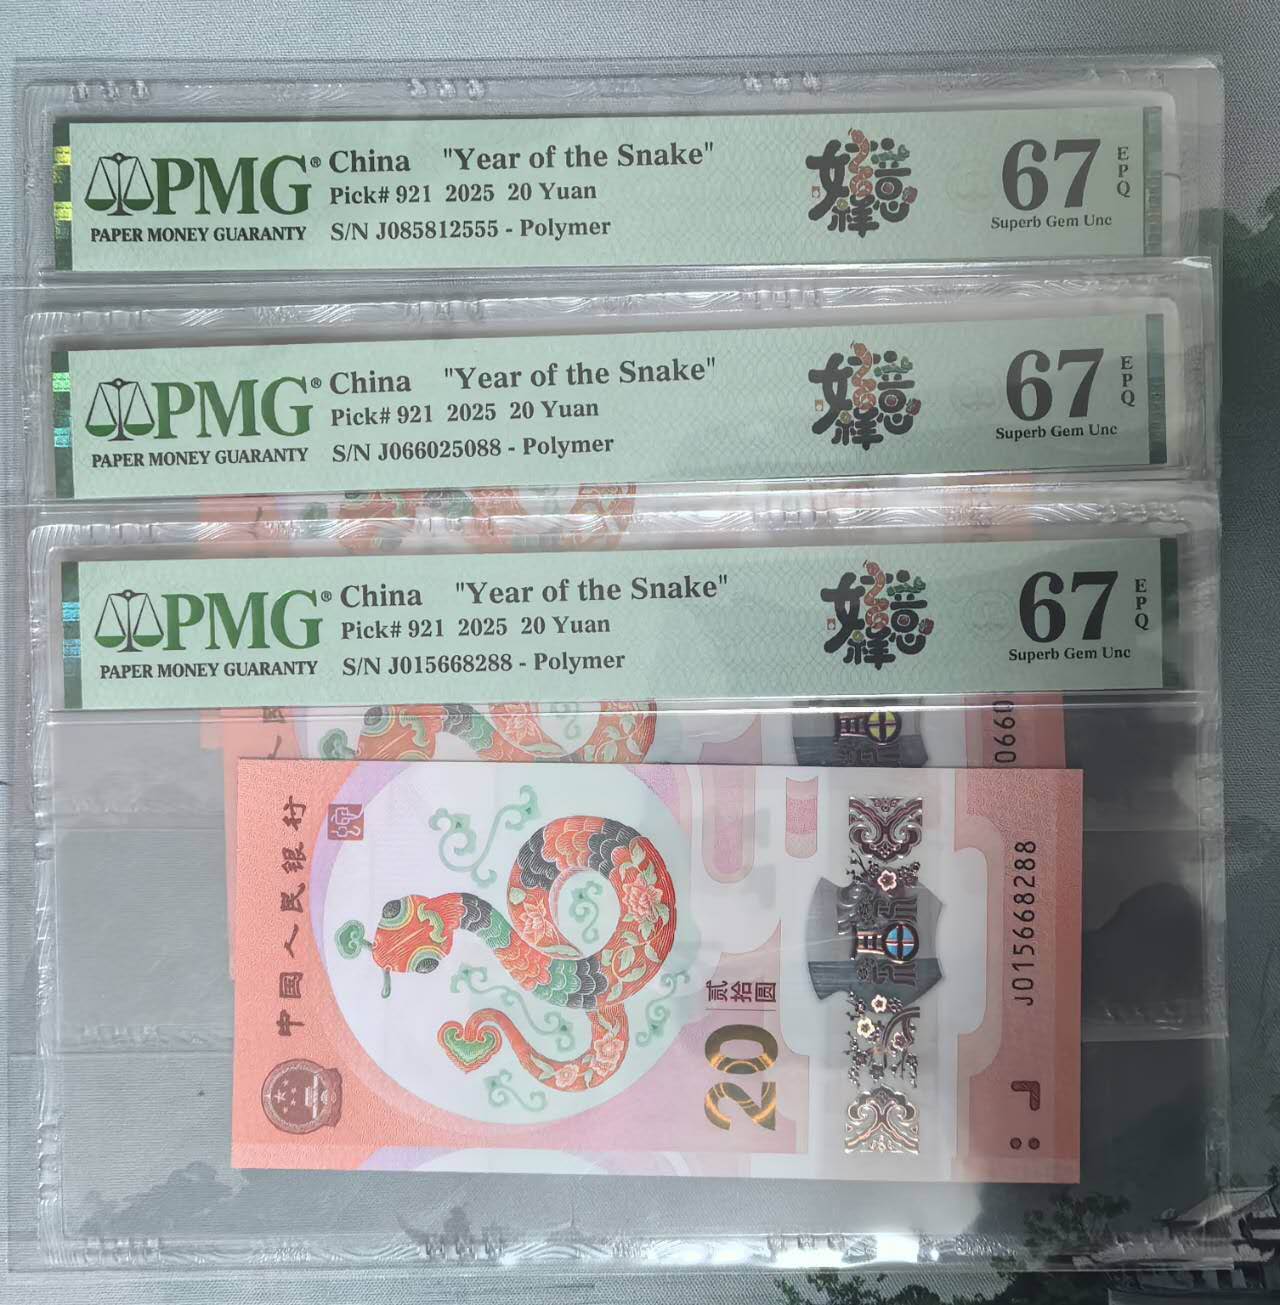 PMG® China "Year of the Snake" 67 EPQ
Pick# 921 2025 20 Yuan
PAPER MONEY GUARANTY S/N J085812555 - Polymer Superb Gem Unc
PMG® China "Year of the Snake" 67 EPQ
Pick# 921 2025 20 Yuan
PAPER MONEY GUARANTY S/N J066025088 - Polymer Superb Gem Unc
PMG® China "Year of the Snake" 67 EPQ
Pick# 921 2025 20 Yuan
PAPER MONEY GUARANTY S/N J015668288 - Polymer Superb Gem Unc
中国人民银行
20
贰拾圆
J015668288
0660